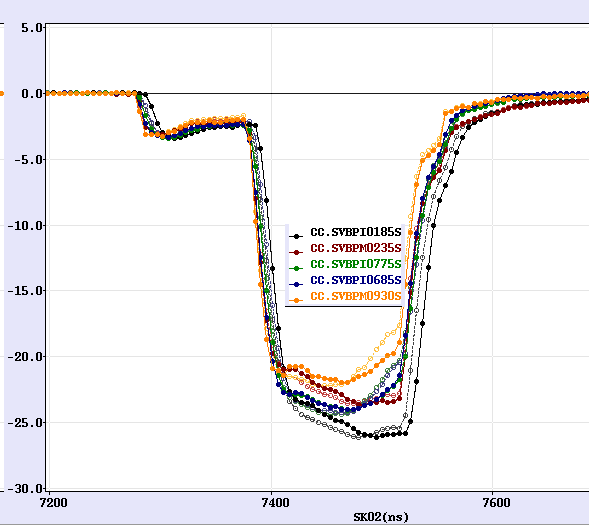 5.0
0.0
-5.0
-10.0
-15.0
-20.0
-25.0
-30.0
CC.SVBPI0185S
CC.SVBPM0235S
CC.SVBPI0775S
CC.SVBPI0685S
CC.SVBPM0930S
7200 7400 7600
SK02(ns)